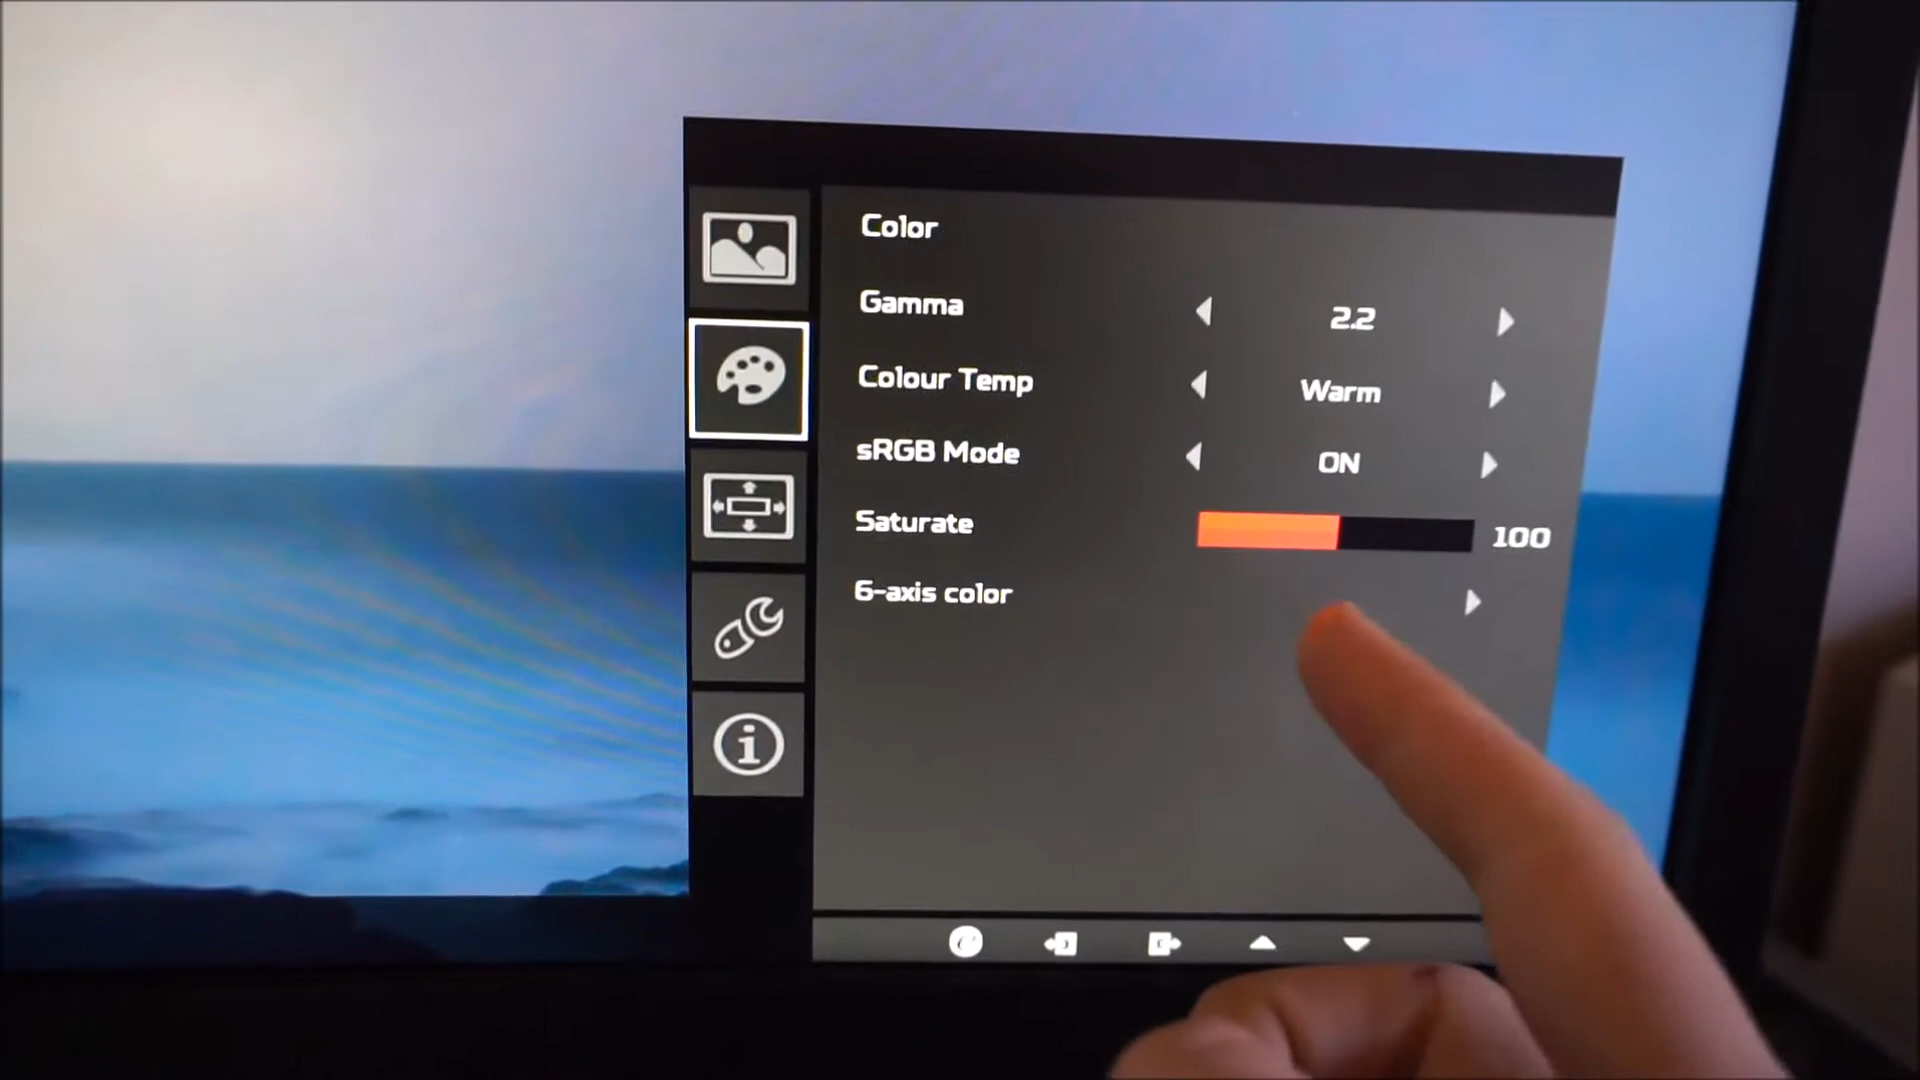 Color
Gamma 2.2
Colour Temp Warm
sRGB Mode ON
Saturate 100
6-axis color